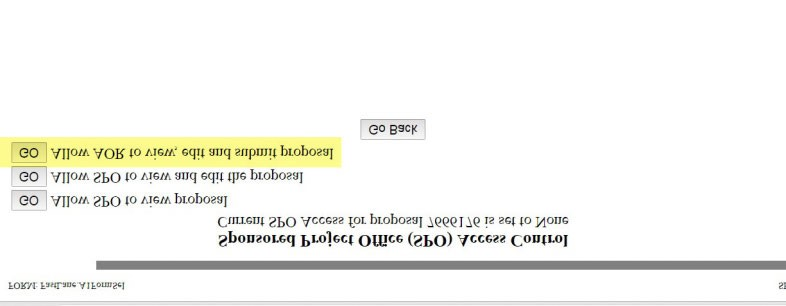 FORM: FastLane A1FormSel
Sponsored Project Office (SPO) Access Control
Current SPO Access for proposal 7666176 is set to None
GO Allow SPO to view proposal
GO Allow SPO to view and edit the proposal
GO Allow AOR to view, edit and submit proposal
Go Back